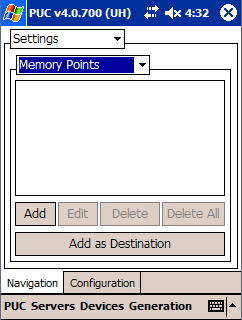 PUC v4.0.700 (UH) 4:32
Settings
Memory Points
Add Edit Delete Delete All
Add as Destination
Navigation Configuration
PUC Servers Devices Generation